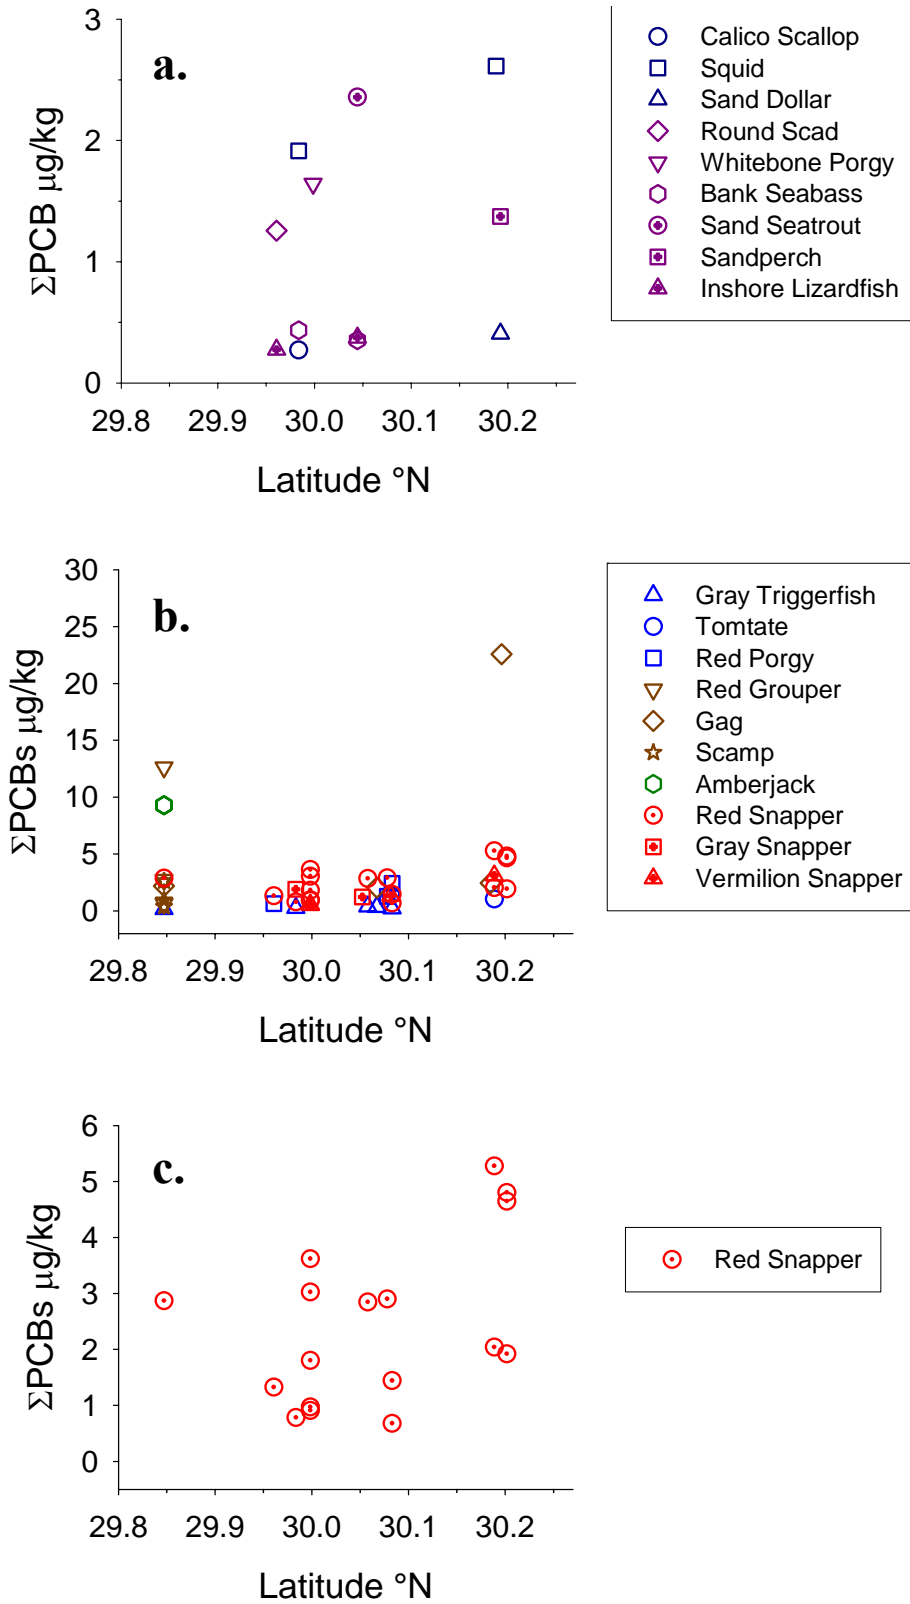 a.
ΣPCB µg/kg
3
2
1
0
29.8 29.9 30.0 30.1 30.2
Latitude °N
Calico Scallop
Squid
Sand Dollar
Round Scad
Whitebone Porgy
Bank Seabass
Sand Seatrout
Sandperch
Inshore Lizardfish
b.
ΣPCBs µg/kg
30
25
20
15
10
5
0
29.8 29.9 30.0 30.1 30.2
Latitude °N
Gray Triggerfish
Tomtate
Red Porgy
Red Grouper
Gag
Scamp
Amberjack
Red Snapper
Gray Snapper
Vermilion Snapper
c.
ΣPCBs µg/kg
6
5
4
3
2
1
0
29.8 29.9 30.0 30.1 30.2
Latitude °N
Red Snapper